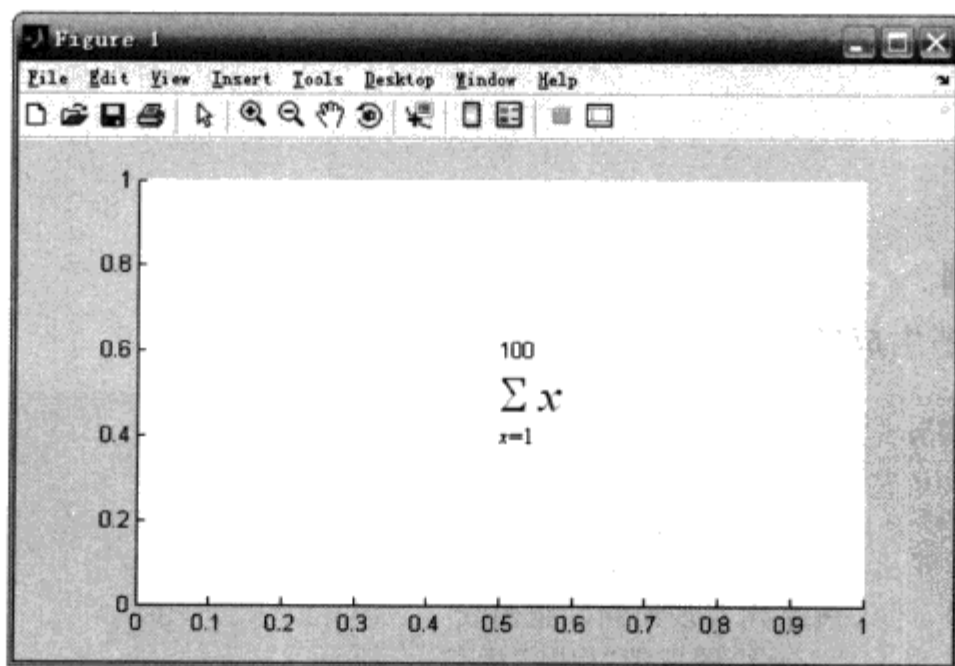 Figure 1
File Edit View Insert Tools Desktop Window Help
1
0.8
0.6
0.4
0.2
0
100
Σ x
x=1
0 0.1 0.2 0.3 0.4 0.5 0.6 0.7 0.8 0.9 1